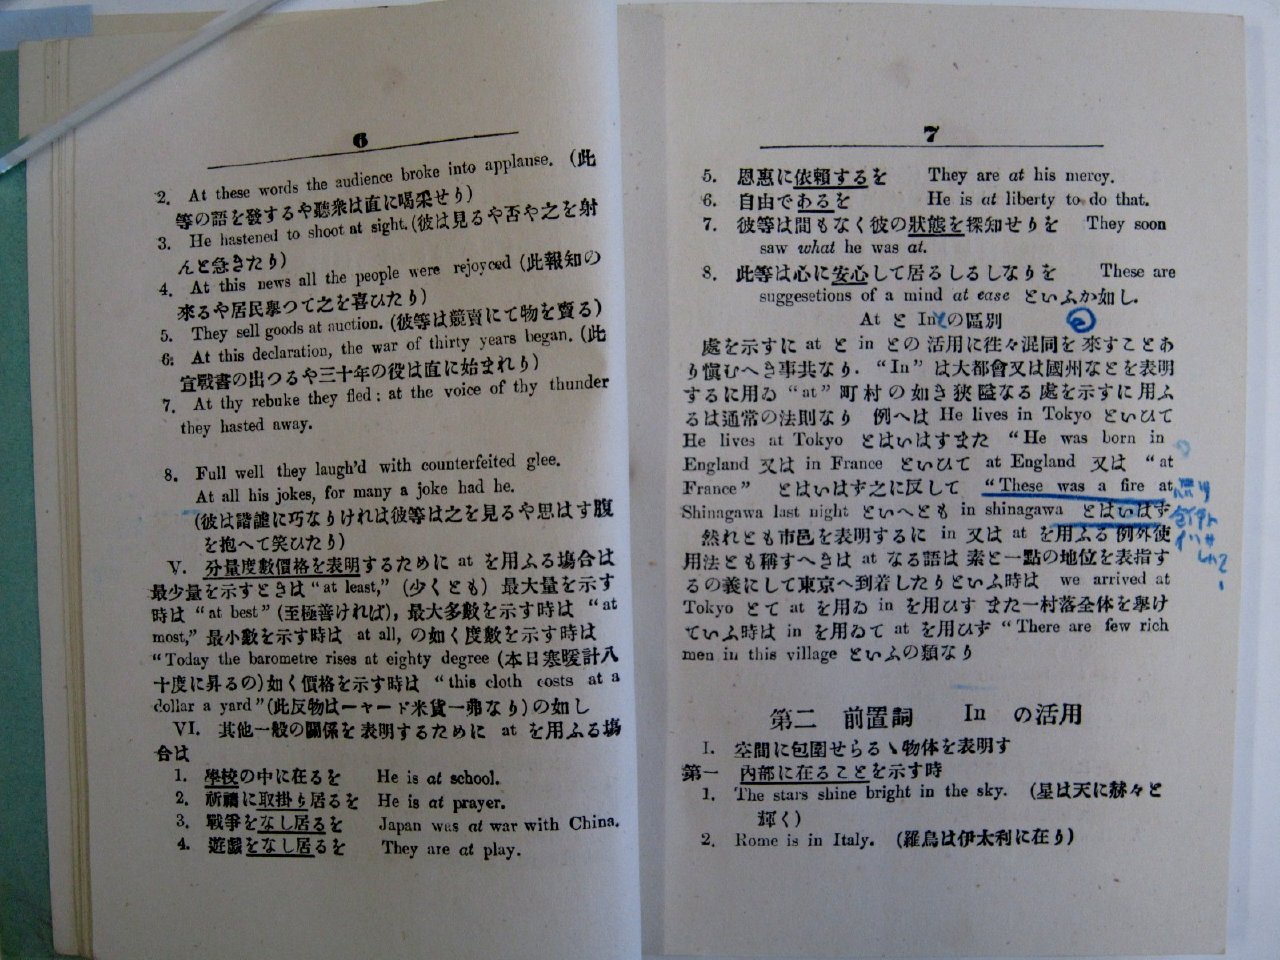 6
2. At these words the audience broke into applanse. (此
等の語を發するや聽衆は直に喝采せり)
3. He hastened to shoot at sight. (彼は見るや否や之を射
んと急きたり)
4. At this news all the people were rejoyced (此報知の
來るや居民擧つて之を喜ひたり)
5. They sell goods at auction. (彼等は競賣にて物を賣る)
6. At this declaration, the war of thirty years began. (此
宣戰書の出つるや三十年の役は直に始まれり)
7. At thy rebuke they fled: at the voice of thy thunder
they hasted away.
8. Full well they laugh'd with counterfeited glee.
At all his jokes, for many a joke had he.
(彼は諧謔に巧なりければ彼等は之を見るや思はす腹
を抱へて笑ひたり)
V. 分量度數價格を表明するために at を用ふる塲合は
最少量を示すときは "at least," (少くとも) 最大量を示す
時は "at best" (至極善ければ), 最大多數を示す時は "at
most," 最小數を示す時は at all, の如く度數を示す時は
"Today the barometre rises at eighty degree (本日寒暖計八
十度に昇るの) 如く價格を示す時は "this cloth costs at a
dollar a yard" (此反物は一ヤード米貨一弗なり) の如し
VI. 其他一般の關係を表明するために at を用ふる塲
合は
1. 學校の中に在るを He is at school.
2. 祈禱に取掛り居るを He is at prayer.
3. 戰爭をなし居るを Japan was at war with China.
4. 遊戯をなし居るを They are at play.
7
5. 恩惠に依賴するを They are at his mercy.
6. 自由であるを He is at liberty to do that.
7. 彼等は間もなく彼の狀態を探知せりを They soon
saw what he was at.
8. 此等は心に安心して居るしるしなりを These are
suggesetions of a mind at ease といふか如し.
At と In との區別
處を示すに at と in との活用に往々混同を來すことあ
り愼むへき事共なり. "In" は大都會又は國州なとを表明
するに用ゐ "at" 町村の如き狹隘なる處を示すに用ふ
るは通常の法則なり 例へは He lives in Tokyo といひて
He lives at Tokyo とはいはすまた "He was born in
England 又は in France といひて at England 又は "at
France" とはいはず之に反して "These was a fire at
Shinagawa last night といへとも in shinagawa とはいはず
然れとも市邑を表明するに in 又は at を用ふる例外使
用法とも稱すへきは at なる語は素と一點の地位を表指す
るの義にして東京へ到着したりといふ時は we arrived at
Tokyo とて at を用ゐ in を用ひす また一村落全体を擧け
ていふ時は in を用ゐて at を用ひず "There are few rich
men in this village といふの類なり
第二 前置詞 In の活用
I. 空間に包圍せらるヽ物体を表明す
第一 內部に在ることを示す時
1. The stars shine bright in the sky. (星は天に赫々と
輝く)
2. Rome is in Italy. (羅馬は伊太利に在り)